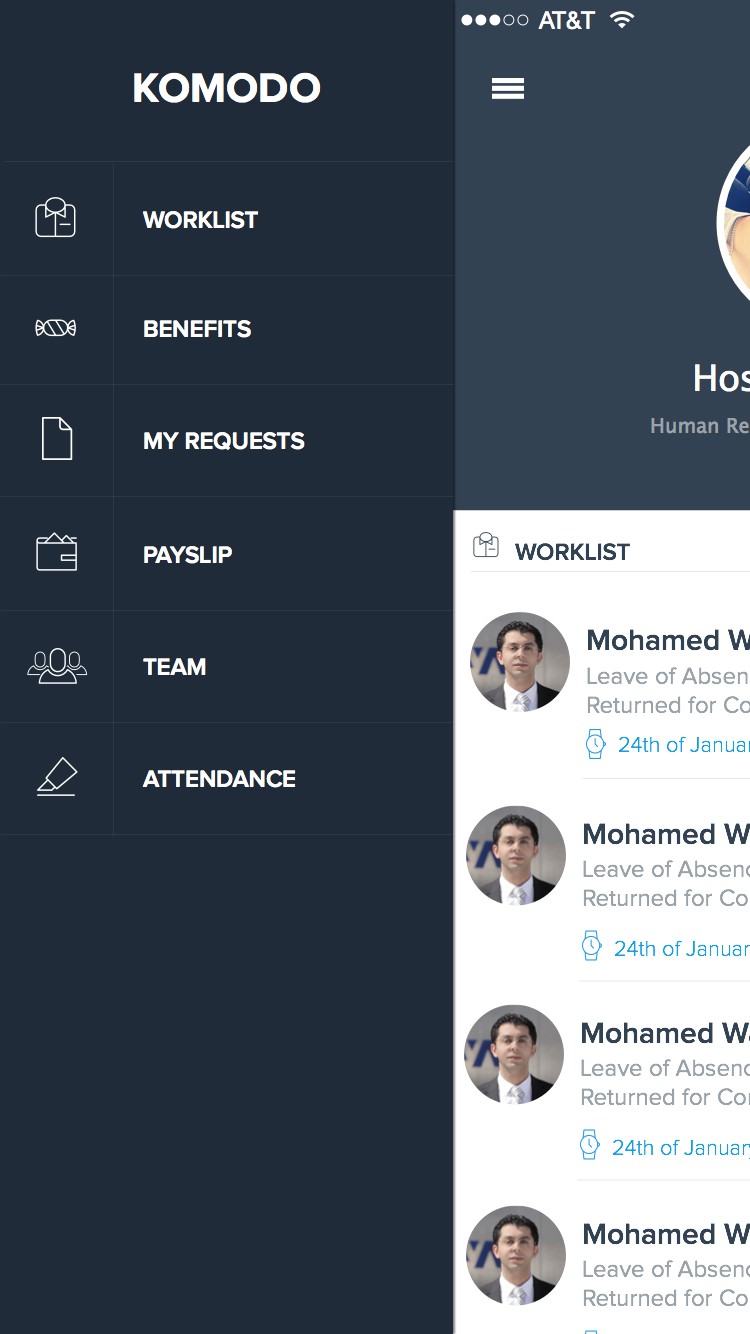 KOMODO
WORKLIST
BENEFITS
MY REQUESTS
PAYSLIP
TEAM
ATTENDANCE
AT&T
Hos
Human Re
WORKLIST
Mohamed W
Leave of Absen
Returned for Co
24th of Januar
Mohamed W
Leave of Absenc
Returned for Co
24th of Januar
Mohamed Wa
Leave of Absenc
Returned for Cor
24th of January
Mohamed W
Leave of Absenc
Returned for Co